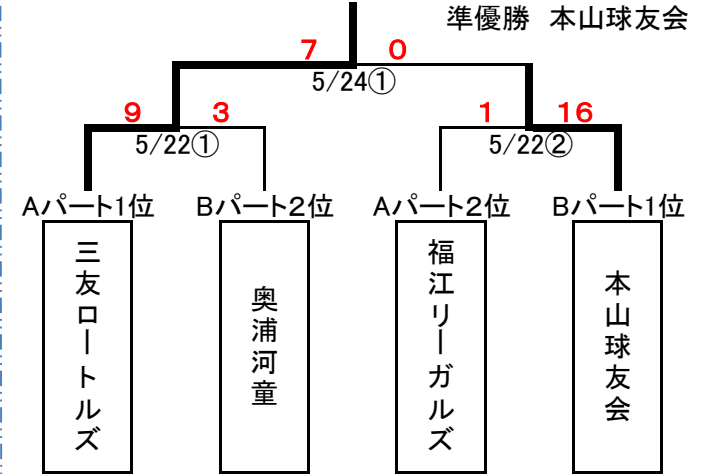 準優勝 本山球友会
7 0
5/24①
9 3 1 16
5/22① 5/22②
Aパート1位 Bパート2位 Aパート2位 Bパート1位
三友ロートルズ
奥浦河童
福江リーガルズ
本山球友会